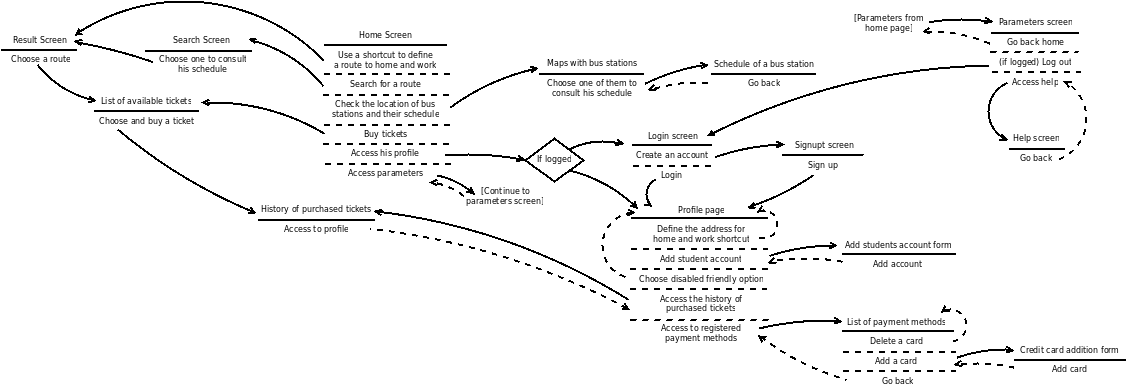 Result Screen
Choose a route
Search Screen
Choose one to consult
his schedule
Home Screen
Use a shortcut to define
a route to home and work
Search for a route
Check the location of bus
stations and their schedule
Buy tickets
Access his profile
Access parameters
List of available tickets
Choose and buy a ticket
Maps with bus stations
Choose one of them to
consult his schedule
Schedule of a bus station
Go back
[Parameters from
home page]
Parameters screen
Go back home
(if logged) Log out
Access help
Help screen
Go back
If logged
Login screen
Create an account
Login
Signupt screen
Sign up
[Continue to
parameters screen]
History of purchased tickets
Access to profile
Profile page
Define the address for
home and work shortcut
Add student account
Choose disabled friendly option
Access the history of
purchased tickets
Access to registered
payment methods
Add students account form
Add account
List of payment methods
Delete a card
Add a card
Go back
Credit card addition form
Add card